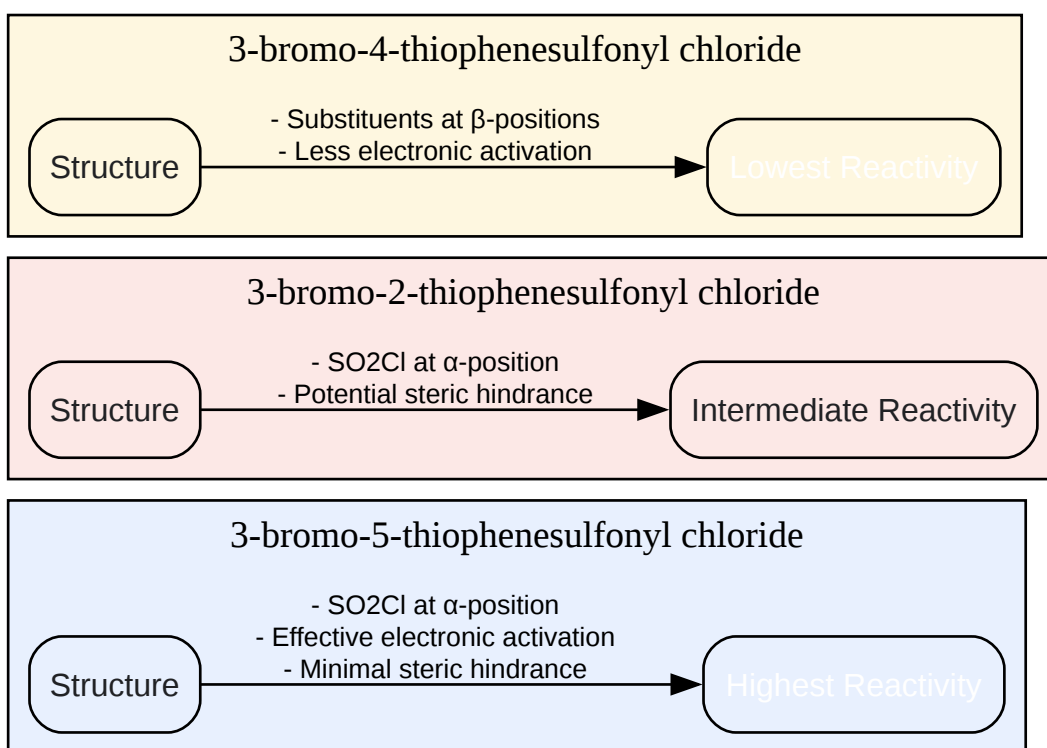 3-bromo-4-thiophenesulfonyl chloride
- Substituents at β-positions
- Less electronic activation
Structure
Lowest Reactivity
3-bromo-2-thiophenesulfonyl chloride
- SO2Cl at α-position
- Potential steric hindrance
Structure
Intermediate Reactivity
3-bromo-5-thiophenesulfonyl chloride
- SO2Cl at α-position
- Effective electronic activation
- Minimal steric hindrance
Structure
Highest Reactivity